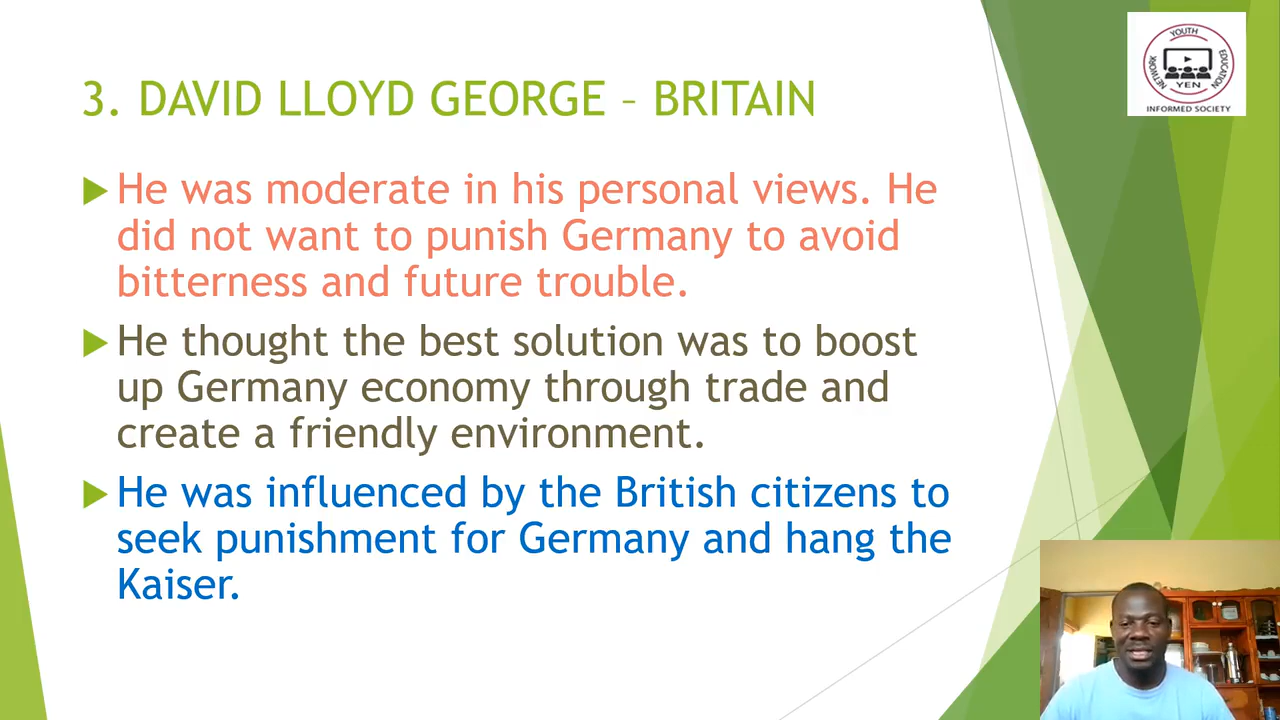 3. DAVID LLOYD GEORGE – BRITAIN
He was moderate in his personal views. He
did not want to punish Germany to avoid
bitterness and future trouble.
He thought the best solution was to boost
up Germany economy through trade and
create a friendly environment.
He was influenced by the British citizens to
seek punishment for Germany and hang the
Kaiser.
YOUTH
EDUCATION
NETWORK
YEN
INFORMED SOCIETY